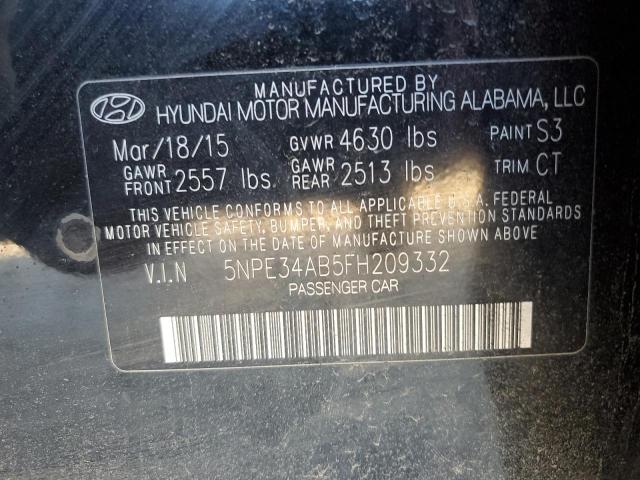 MANUFACTURED BY
HYUNDAI MOTOR MANUFACTURING ALABAMA, LLC
Mar/18/15 GVWR 4630 lbs PAINT S3
GAWR FRONT 2557 lbs. GAWR REAR 2513 lbs TRIM CT
THIS VEHICLE CONFORMS TO ALL APPLICABLE U.S.A. FEDERAL
MOTOR VEHICLE SAFETY, BUMPER, AND THEFT PREVENTION STANDARDS
IN EFFECT ON THE DATE OF MANUFACTURE SHOWN ABOVE
V.I.N 5NPE34AB5FH209332
PASSENGER CAR